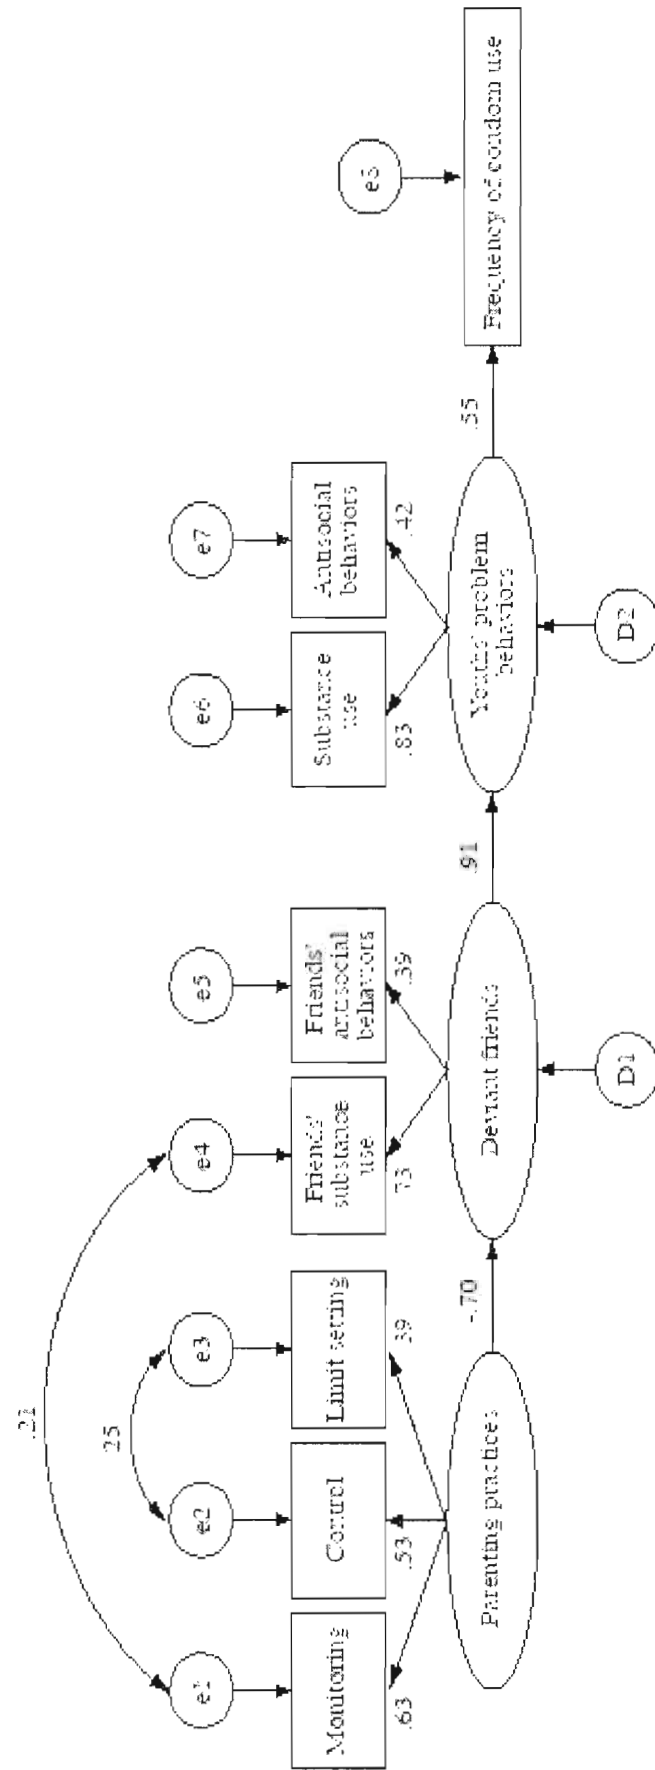 .21
.25
e1
e2
e3
e4
e5
e6
e7
Monitoring
Control
Limit setting
Friends'
substance
use
Friends'
antisocial
behaviors
Substance
use
Antisocial
behaviors
.63
.53
.39
.73
.39
.83
.42
Parenting practices
-.70
Deviant friends
.91
Youths' problem
behaviors
.55
Frequency of condom use
D1
D2